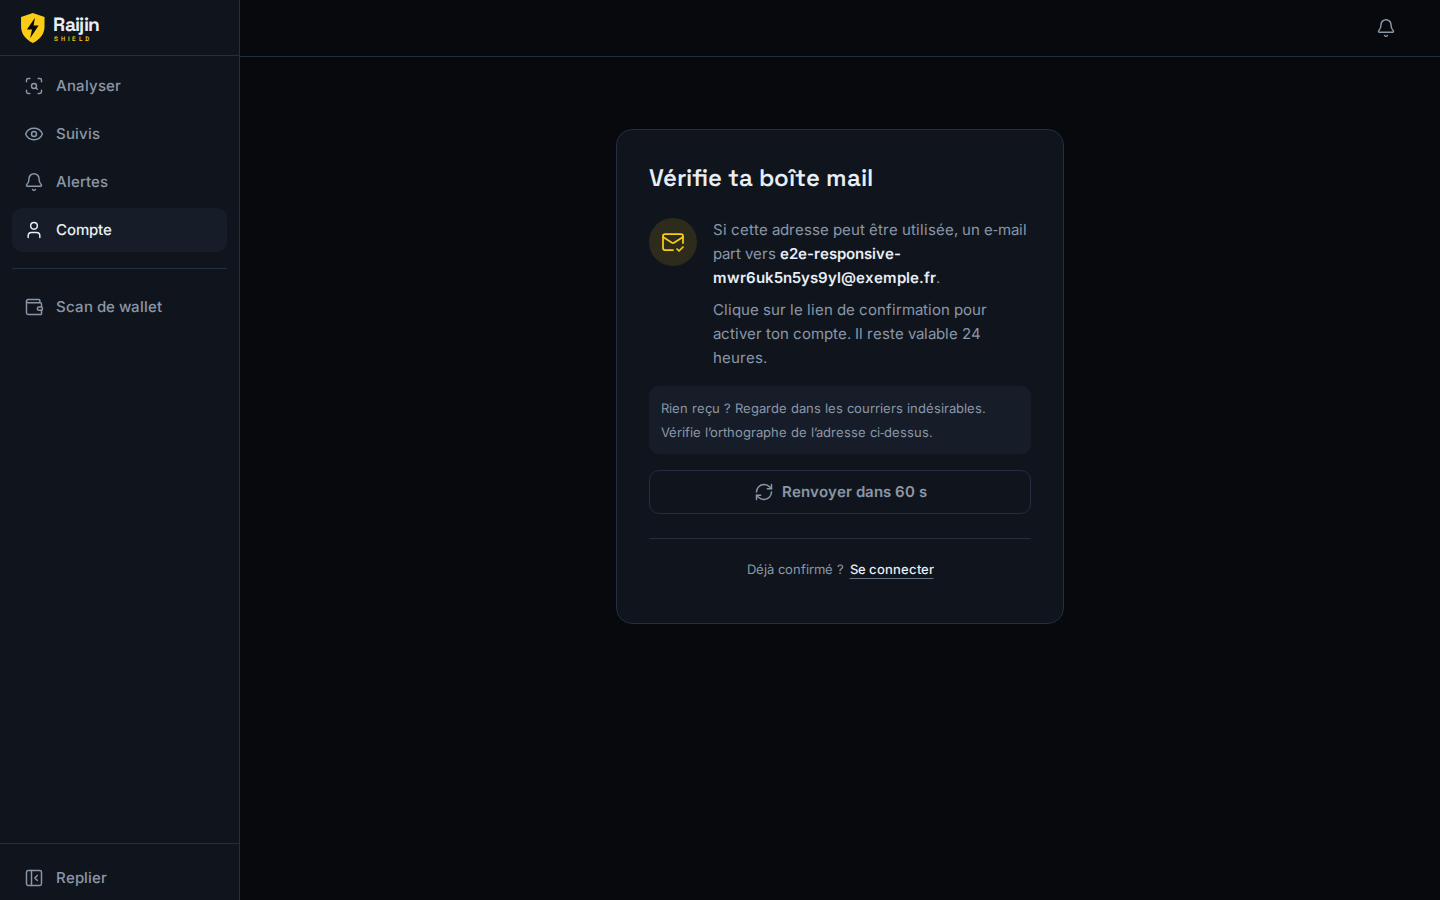 Raijin
SHIELD
Analyser
Suivis
Alertes
Compte
Scan de wallet
Replier
Vérifie ta boîte mail
Si cette adresse peut être utilisée, un e-mail
part vers e2e-responsive-
mwr6uk5n5ys9yl@exemple.fr.
Clique sur le lien de confirmation pour
activer ton compte. Il reste valable 24
heures.
Rien reçu ? Regarde dans les courriers indésirables.
Vérifie l’orthographe de l’adresse ci-dessus.
Renvoyer dans 60 s
Déjà confirmé ? Se connecter